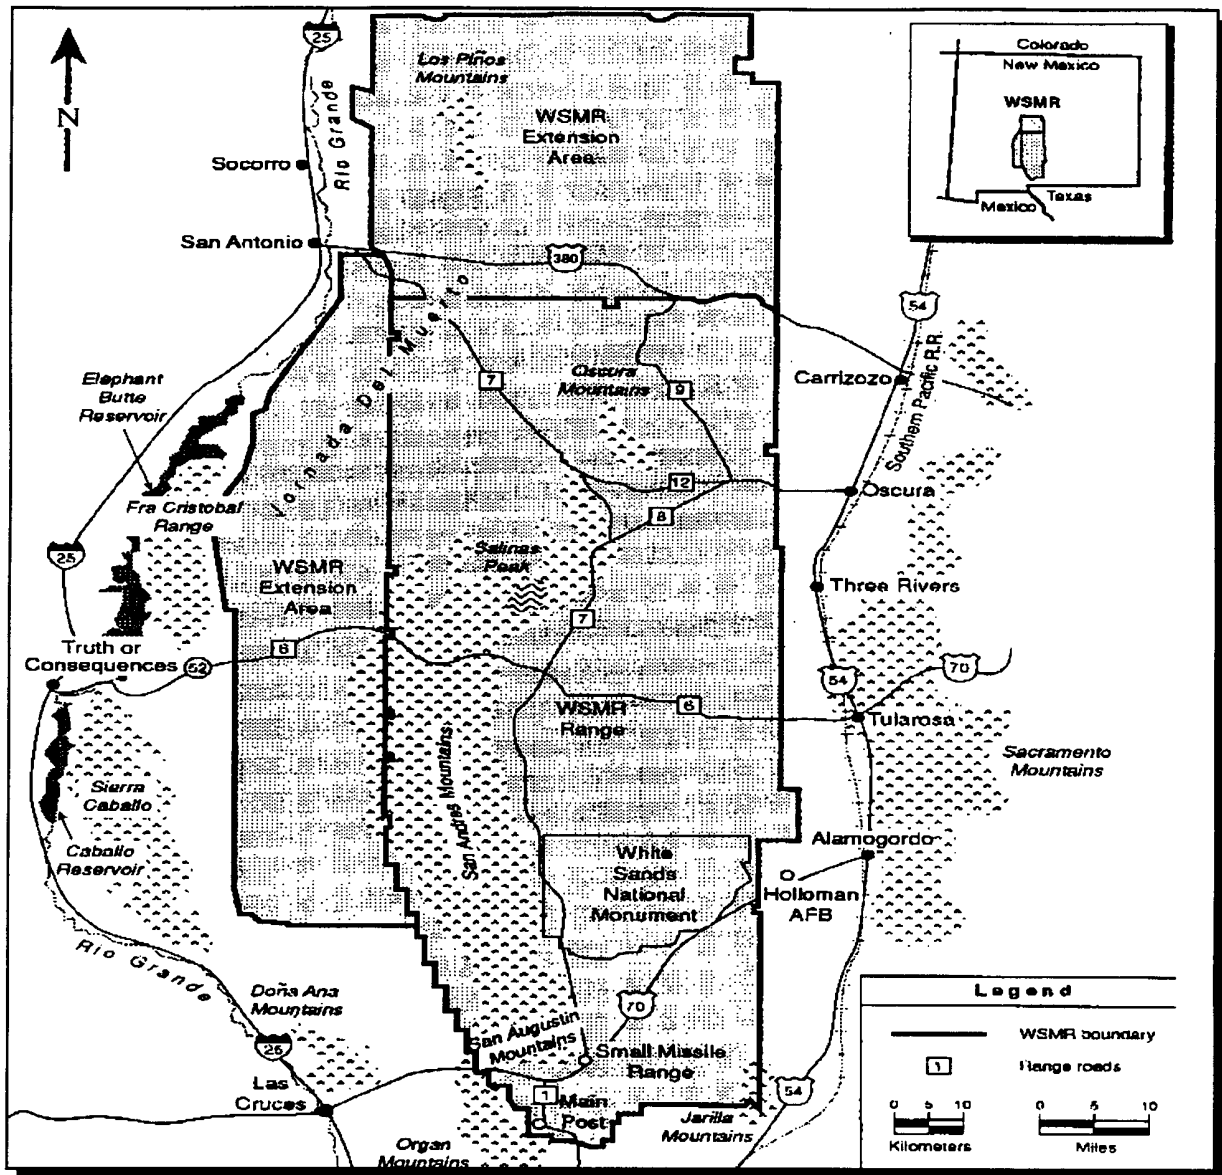 N
25
Rio Grande
Los Piños
Mountains
WSMR
Extension
Area
Colorado
New Mexico
WSMR
Mexico
Texas
Socorro
San Antonio
380
54
Southern Pacific R.R.
Jornada Del Muerto
Elephant
Butte
Reservoir
7
Oscura
Mountains
9
Carrizozo
12
Oscura
8
Fra Cristobal
Range
25
Salinas
Peak
WSMR
Extension
Area
Three Rivers
7
Truth or
Consequences
52
6
54
70
WSMR
Range
6
Tularosa
San Andres Mountains
Sacramento
Mountains
Sierra
Caballo
Caballo
Reservoir
Alamogordo
White
Sands
National
Monument
Holloman
AFB
Rio Grande
Doña Ana
Mountains
25
70
San Augustin
Mountains
Small Missile
Range
Las
Cruces
1
Main
Post
54
Jarilla
Mountains
Organ
Mountains
Legend
WSMR boundary
1
Range roads
0 5 10
Kilometers
0 5 10
Miles